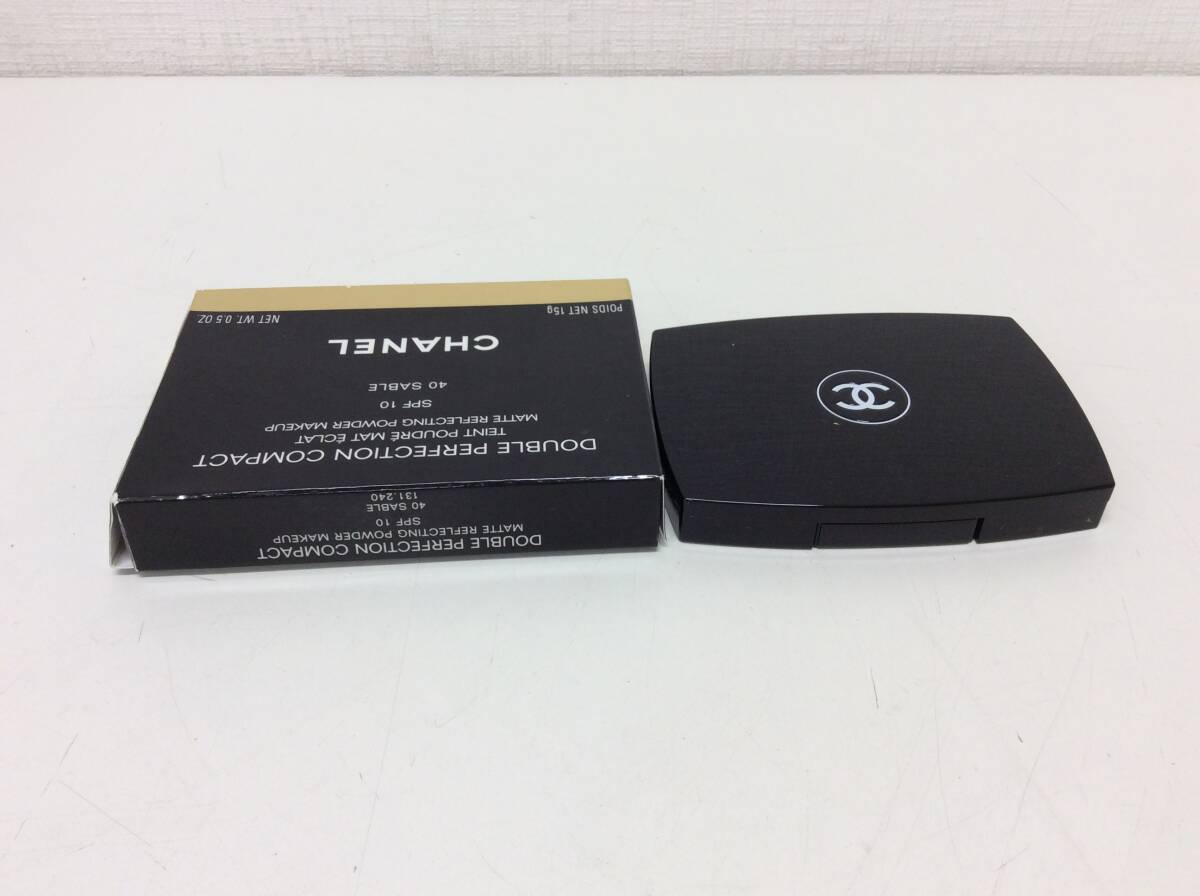 DOUBLE PERFECTION COMPACT
MATTE REFLECTING POWDER MAKEUP
SPF 10
40 SABLE
131.240
DOUBLE PERFECTION COMPACT
TEINT POUDRÉ MAT ÉCLAT
MATTE REFLECTING POWDER MAKEUP
SPF 10
40 SABLE
CHANEL
POIDS NET 15g
NET WT. 0.5 OZ.